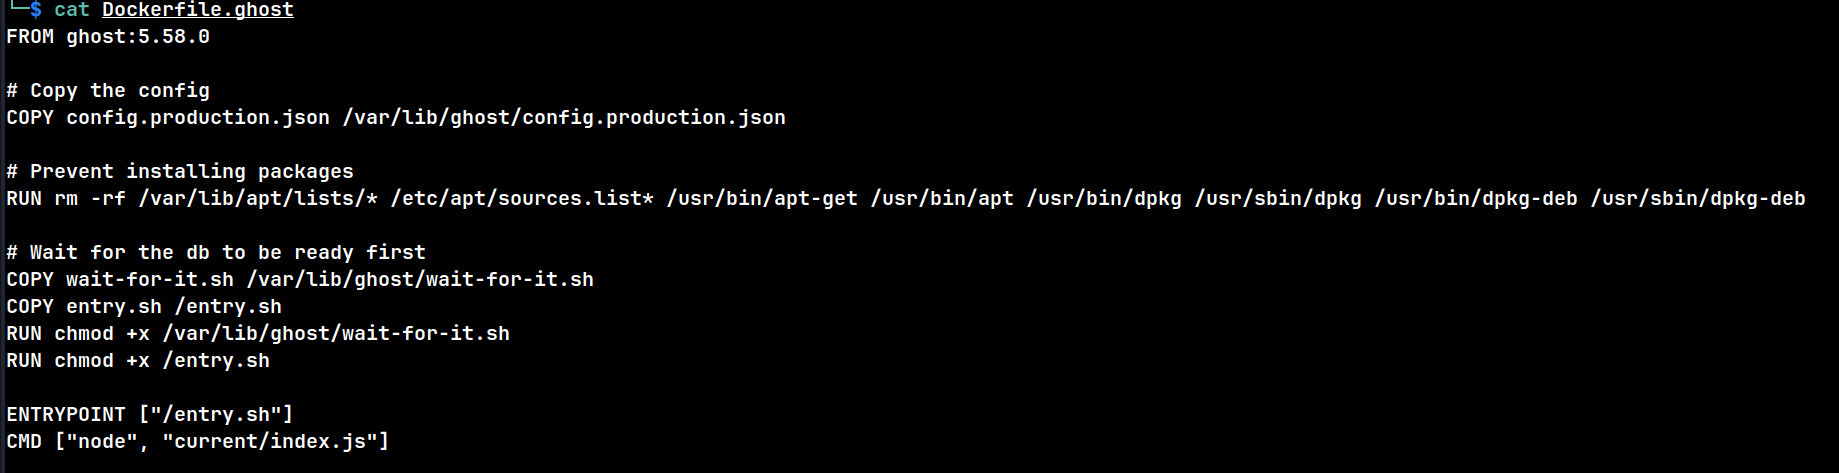 └─$ cat Dockerfile.ghost
FROM ghost:5.58.0
# Copy the config
COPY config.production.json /var/lib/ghost/config.production.json
# Prevent installing packages
RUN rm -rf /var/lib/apt/lists/* /etc/apt/sources.list* /usr/bin/apt-get /usr/bin/apt /usr/bin/dpkg /usr/sbin/dpkg /usr/bin/dpkg-deb /usr/sbin/dpkg-deb
# Wait for the db to be ready first
COPY wait-for-it.sh /var/lib/ghost/wait-for-it.sh
COPY entry.sh /entry.sh
RUN chmod +x /var/lib/ghost/wait-for-it.sh
RUN chmod +x /entry.sh
ENTRYPOINT ["/entry.sh"]
CMD ["node", "current/index.js"]